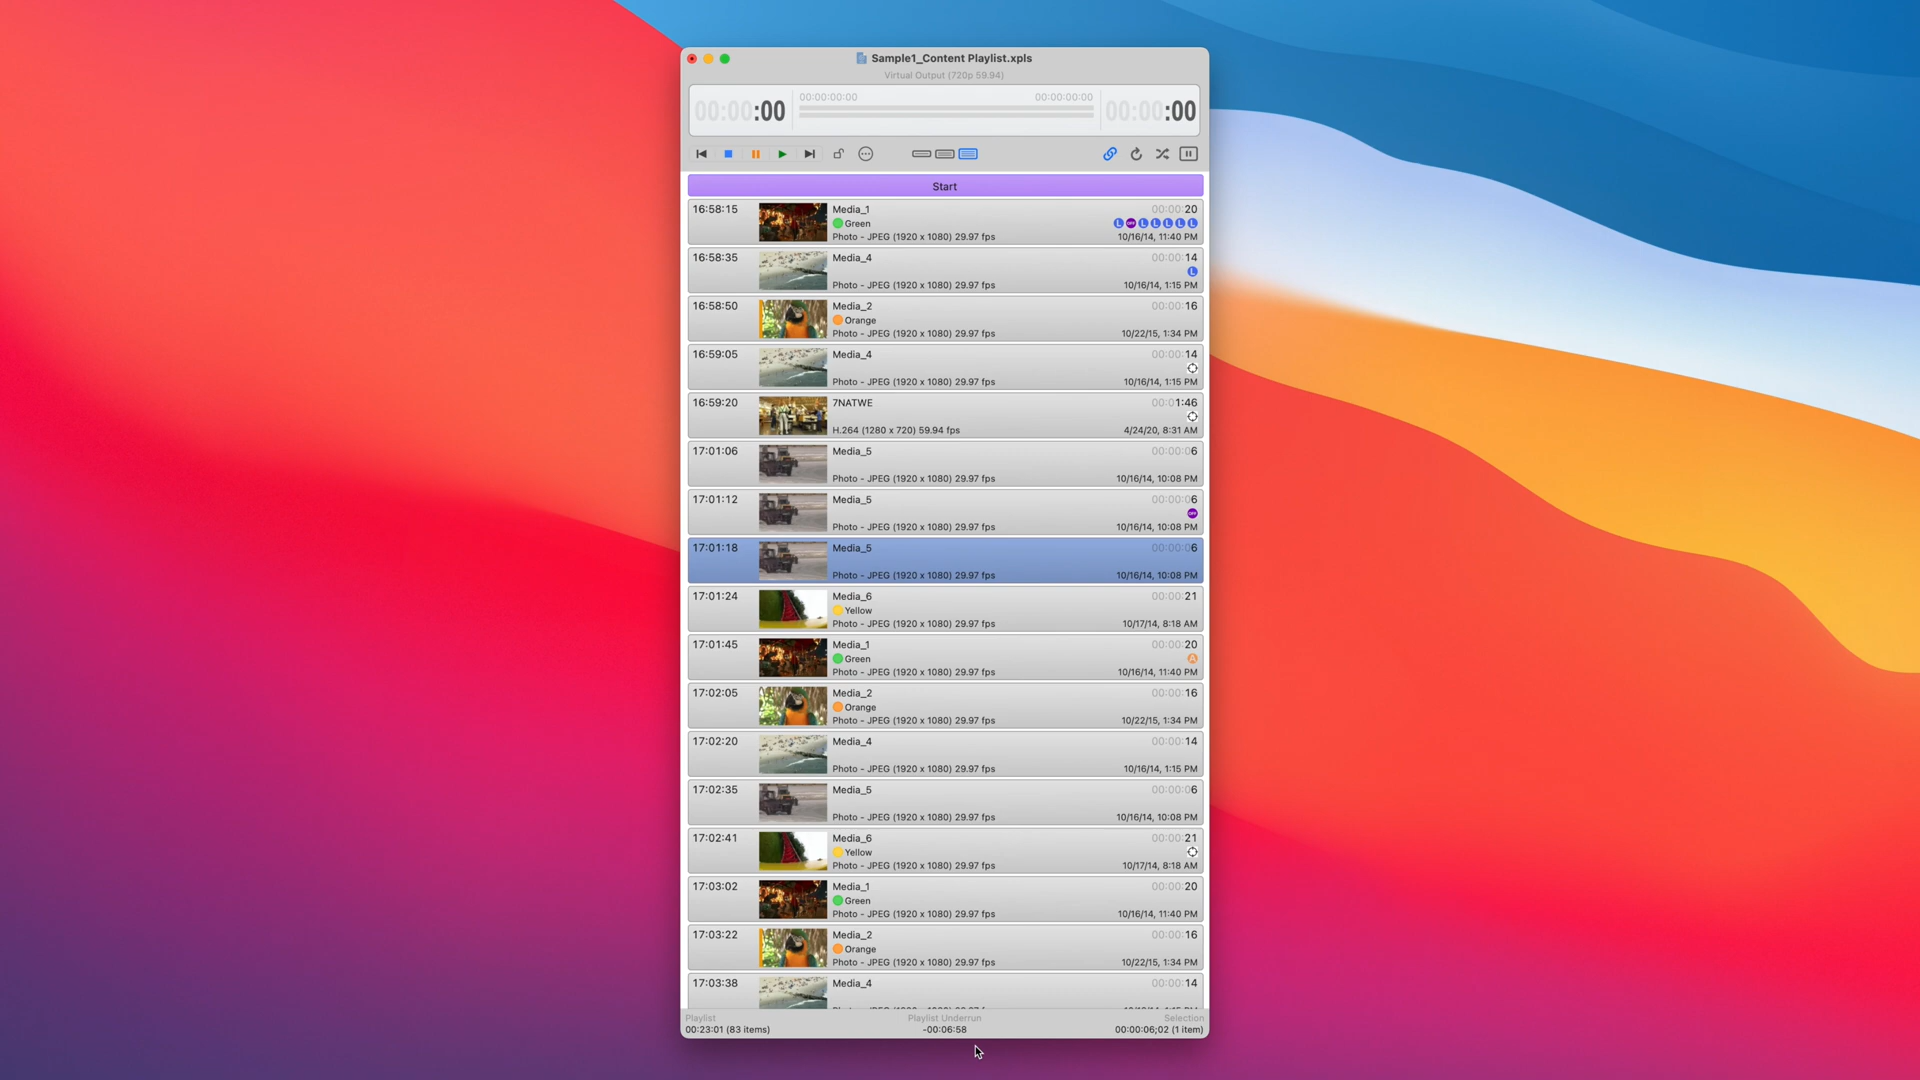 Sample1_Content Playlist.xpls
Virtual Output (720p 59.94)
00:00:00:00 00:00:00:00
00:00:00 00:00:00
Start
16:58:15 Media_1 00:00:20
Green L OFF L L L L L
Photo - JPEG (1920 x 1080) 29.97 fps 10/16/14, 11:40 PM
16:58:35 Media_4 00:00:14
L
Photo - JPEG (1920 x 1080) 29.97 fps 10/16/14, 1:15 PM
16:58:50 Media_2 00:00:16
Orange
Photo - JPEG (1920 x 1080) 29.97 fps 10/22/15, 1:34 PM
16:59:05 Media_4 00:00:14
Photo - JPEG (1920 x 1080) 29.97 fps 10/16/14, 1:15 PM
16:59:20 7NATWE 00:01:46
H.264 (1280 x 720) 59.94 fps 4/24/20, 8:31 AM
17:01:06 Media_5 00:00:06
Photo - JPEG (1920 x 1080) 29.97 fps 10/16/14, 10:08 PM
17:01:12 Media_5 00:00:06
OFF
Photo - JPEG (1920 x 1080) 29.97 fps 10/16/14, 10:08 PM
17:01:18 Media_5 00:00:06
Photo - JPEG (1920 x 1080) 29.97 fps 10/16/14, 10:08 PM
17:01:24 Media_6 00:00:21
Yellow
Photo - JPEG (1920 x 1080) 29.97 fps 10/17/14, 8:18 AM
17:01:45 Media_1 00:00:20
Green A
Photo - JPEG (1920 x 1080) 29.97 fps 10/16/14, 11:40 PM
17:02:05 Media_2 00:00:16
Orange
Photo - JPEG (1920 x 1080) 29.97 fps 10/22/15, 1:34 PM
17:02:20 Media_4 00:00:14
Photo - JPEG (1920 x 1080) 29.97 fps 10/16/14, 1:15 PM
17:02:35 Media_5 00:00:06
Photo - JPEG (1920 x 1080) 29.97 fps 10/16/14, 10:08 PM
17:02:41 Media_6 00:00:21
Yellow
Photo - JPEG (1920 x 1080) 29.97 fps 10/17/14, 8:18 AM
17:03:02 Media_1 00:00:20
Green
Photo - JPEG (1920 x 1080) 29.97 fps 10/16/14, 11:40 PM
17:03:22 Media_2 00:00:16
Orange
Photo - JPEG (1920 x 1080) 29.97 fps 10/22/15, 1:34 PM
17:03:38 Media_4 00:00:14
Playlist Playlist Underrun Selection
00:23:01 (83 items) -00:06:58 00:00:06;02 (1 item)